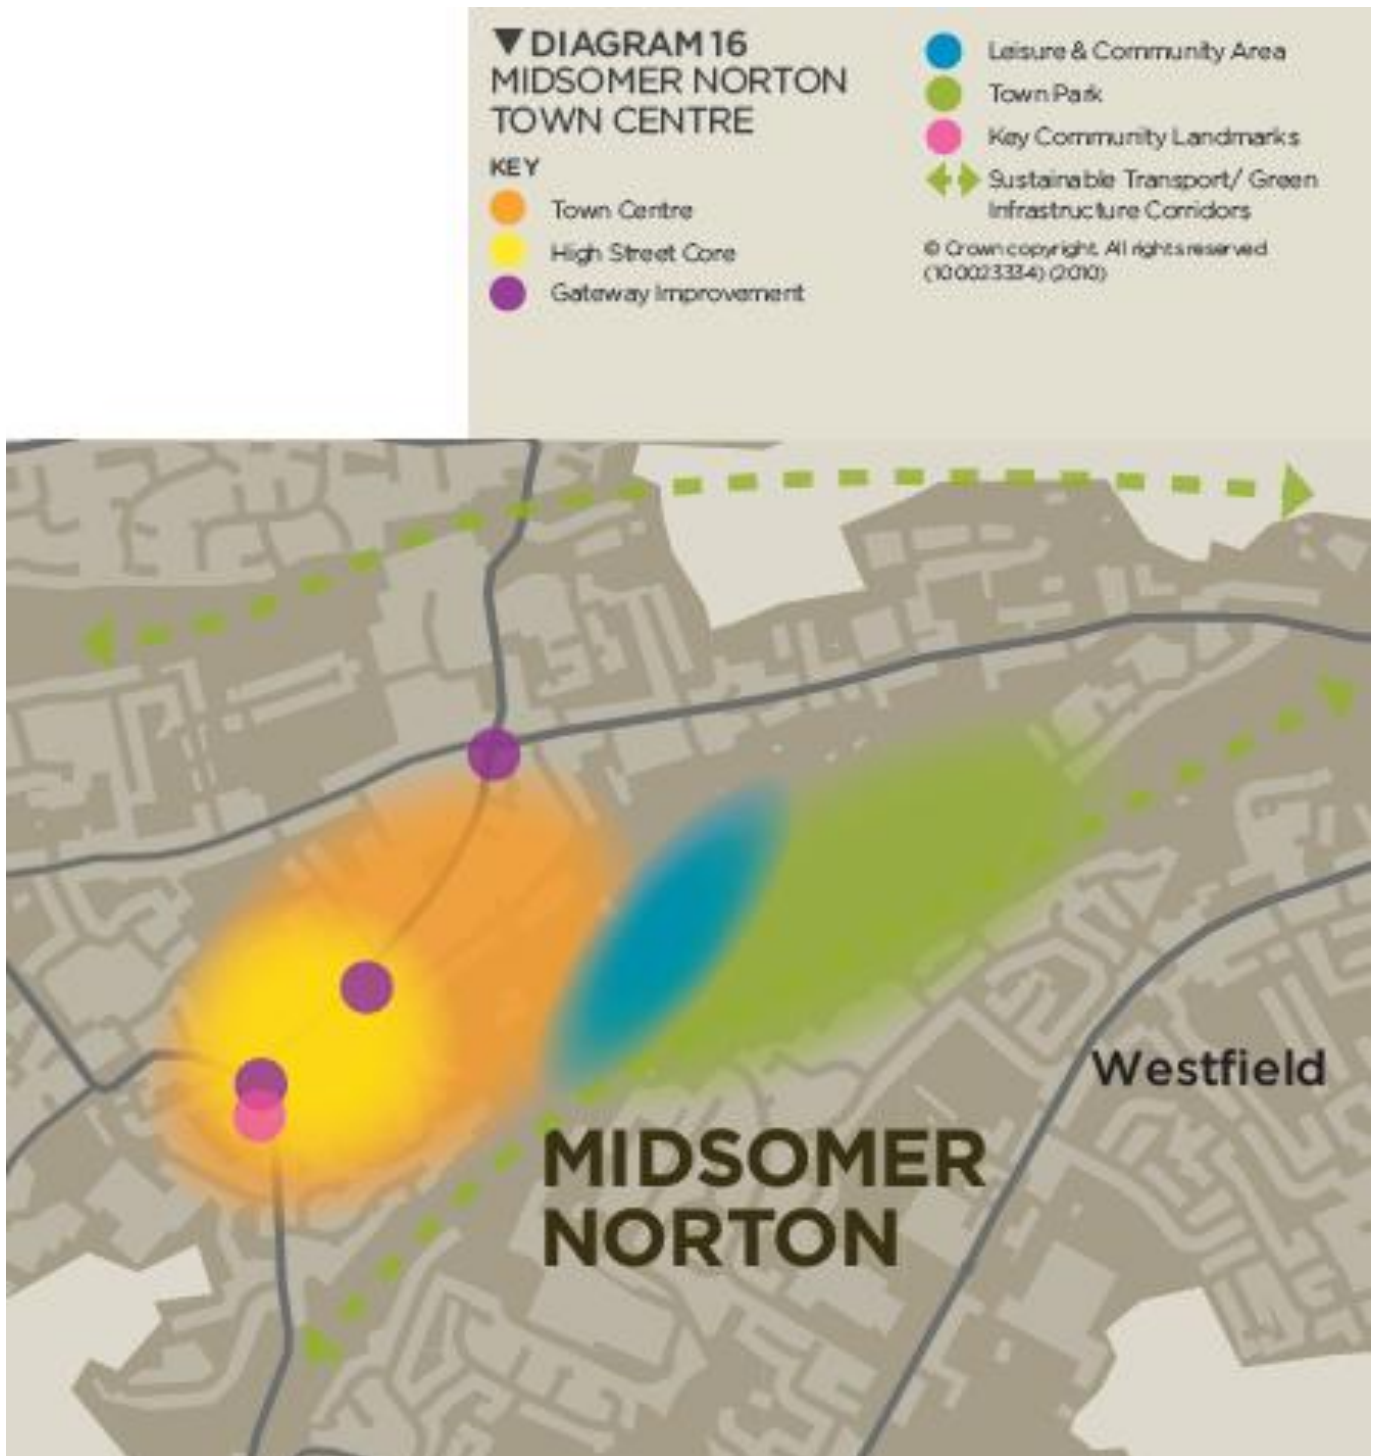 ▼DIAGRAM 16
MIDSOMER NORTON
TOWN CENTRE
KEY
Town Centre
High Street Core
Gateway Improvement
Leisure & Community Area
Town Park
Key Community Landmarks
Sustainable Transport/ Green
Infrastructure Corridors
© Crown copyright. All rights reserved
(100023334) (2010)
Westfield
MIDSOMER
NORTON